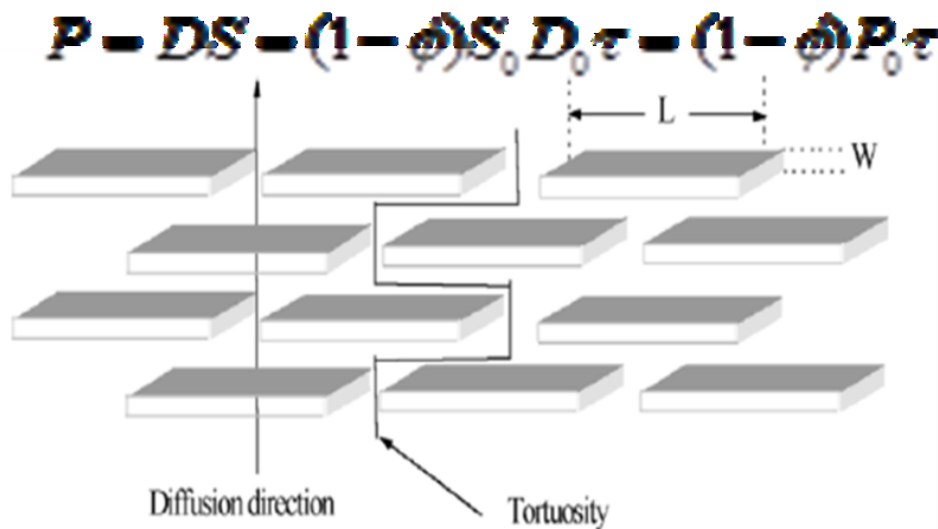 P = DS = (1 − φ)S₀D₀τ = (1 − φ)P₀τ
L
W
Diffusion direction
Tortuosity